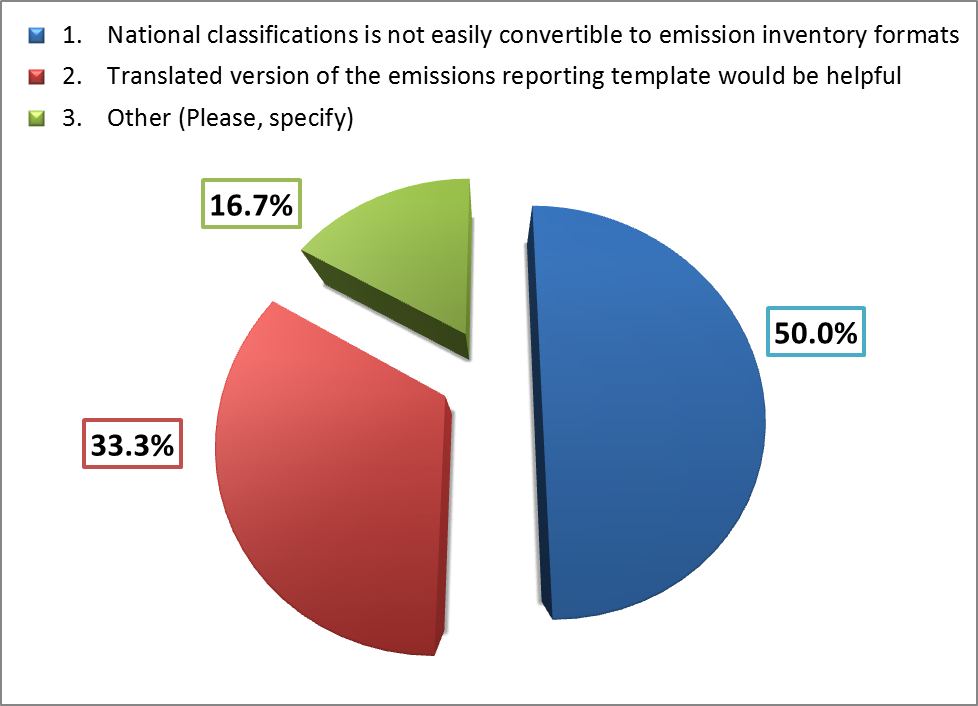 1. National classifications is not easily convertible to emission inventory formats
2. Translated version of the emissions reporting template would be helpful
3. Other (Please, specify)
16.7%
50.0%
33.3%